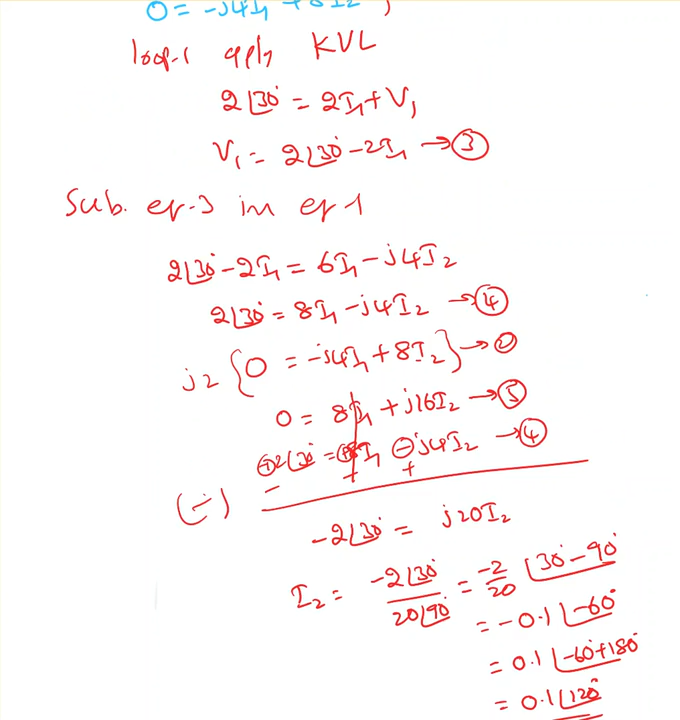 0 = -j4I₁ + 8I₂ )
loop-1 apply KVL
2∠30° = 2I₁ + V₁
V₁ = 2∠30° - 2I₁ → ③
Sub. eq-3 in eq 1
2∠30° - 2I₁ = 6I₁ - j4I₂
2∠30° = 8I₁ - j4I₂ → ④
j2 { 0 = -j4I₁ + 8I₂ } → ②
0 = 8I₁ + j16I₂ → ⑤
⊕2∠30° = ⊕8I₁ ⊖j4I₂ → ④
(-) - + +
-2∠30° = j20I₂
I₂ = -2∠30° / 20∠90° = -2/20 ∠30° - 90°
= -0.1 ∠-60°
= 0.1 ∠-60°+180°
= 0.1 ∠120°